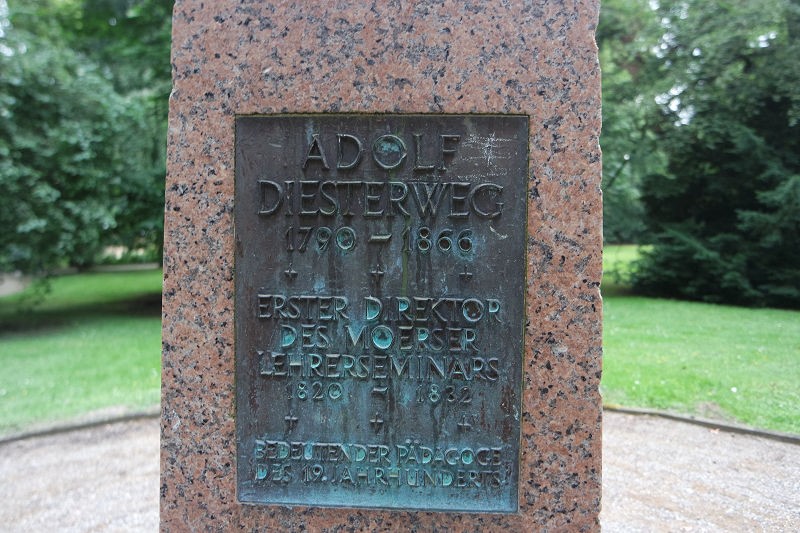 ADOLF
DIESTERWEG
1790 – 1866
+ + +
ERSTER DIREKTOR
DES MOERSER
LEHRERSEMINARS
1820 – 1832
+ + +
BEDEUTENDER PÄDAGOGE
DES 19. JAHRHUNDERTS